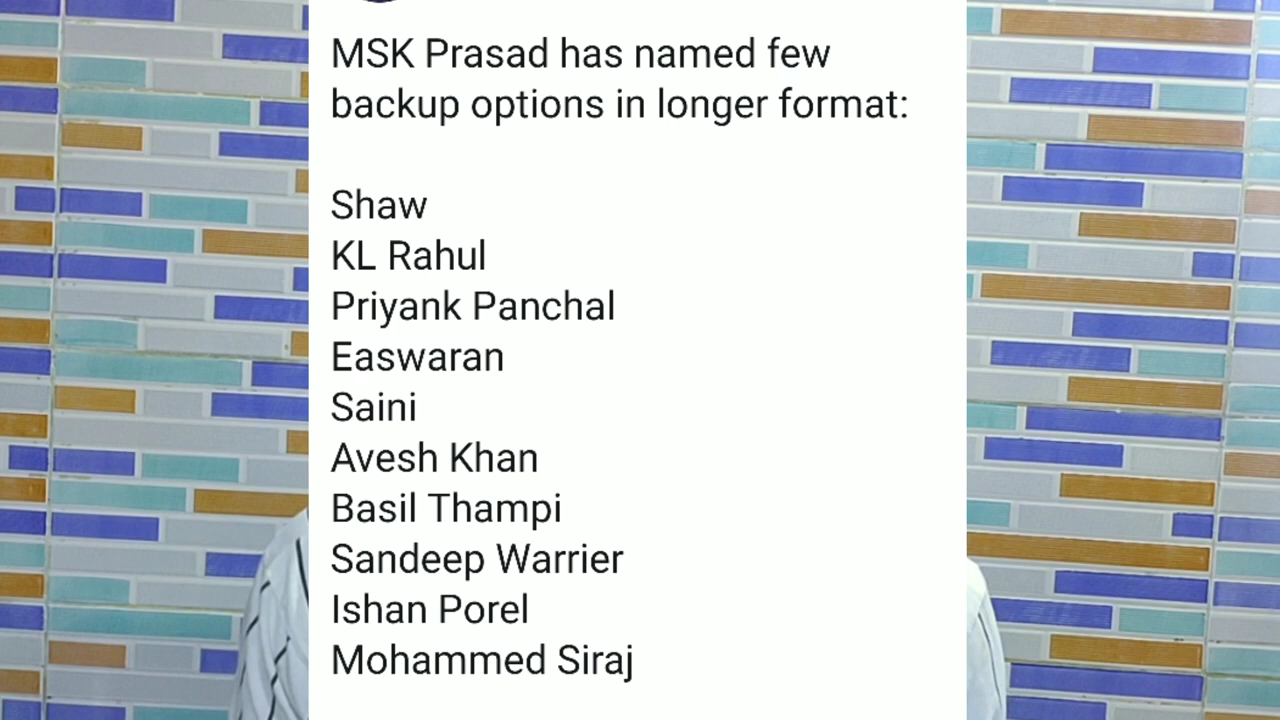 MSK Prasad has named few
backup options in longer format:
Shaw
KL Rahul
Priyank Panchal
Easwaran
Saini
Avesh Khan
Basil Thampi
Sandeep Warrier
Ishan Porel
Mohammed Siraj